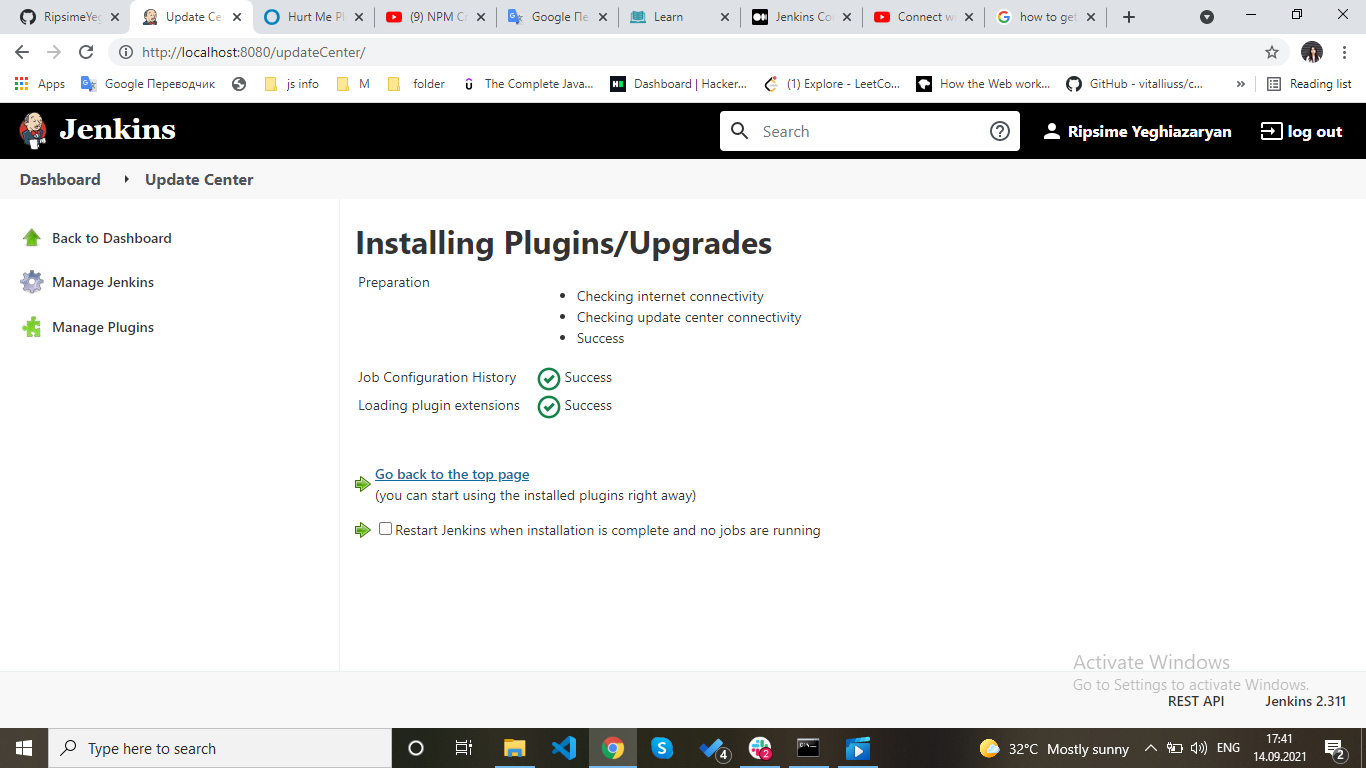 RipsimeYeg
Update Ce
Hurt Me Pl
(9) NPM Cr
Google Пе
Learn
Jenkins Co
Connect w
how to get
http://localhost:8080/updateCenter/
Apps
Google Переводчик
js info
M
folder
The Complete Java...
Dashboard | Hacker...
(1) Explore - LeetCo...
How the Web work...
GitHub - vitalliuss/c...
»
Reading list
Jenkins
Search
Ripsime Yeghiazaryan
log out
Dashboard
Update Center
Back to Dashboard
Manage Jenkins
Manage Plugins
Installing Plugins/Upgrades
Preparation
• Checking internet connectivity
• Checking update center connectivity
• Success
Job Configuration History
Success
Loading plugin extensions
Success
Go back to the top page
(you can start using the installed plugins right away)
Restart Jenkins when installation is complete and no jobs are running
Activate Windows
Go to Settings to activate Windows.
REST API
Jenkins 2.311
Type here to search
4
2
32°C Mostly sunny
ENG
17:41
14.09.2021
2